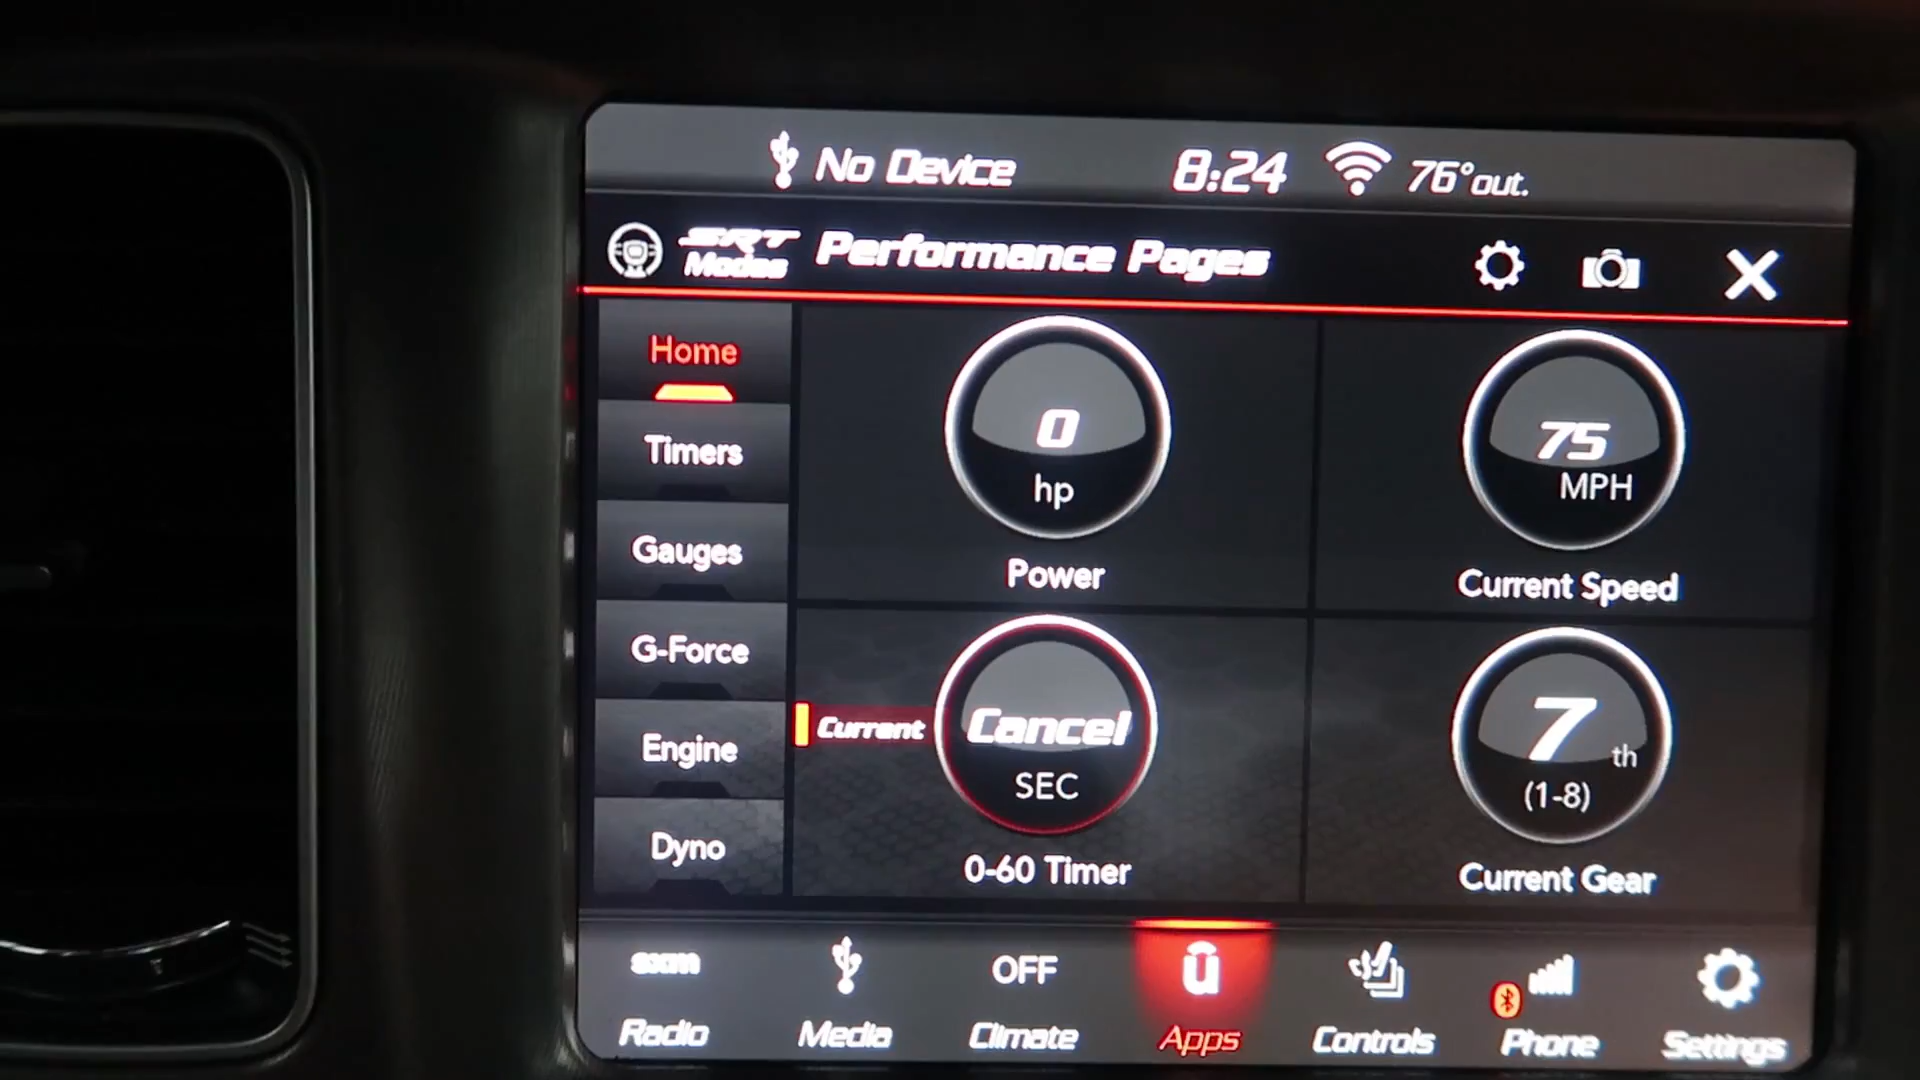 No Device 8:24 76°out.
SRT Modes Performance Pages
Home
Timers
Gauges
G-Force
Engine
Dyno
0
hp
Power
75
MPH
Current Speed
Current
Cancel
SEC
0-60 Timer
7 th
(1-8)
Current Gear
sxm OFF ū
Radio Media Climate Apps Controls Phone Settings